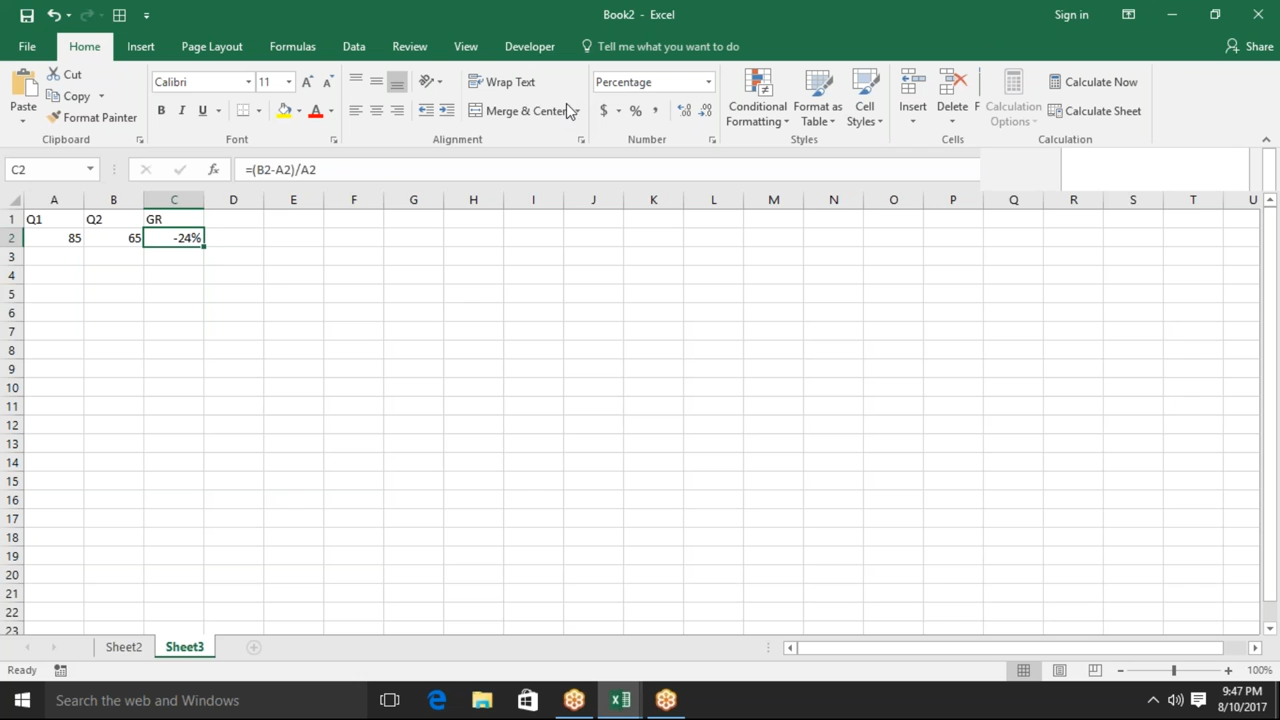 Book2 - Excel
Sign in
File Home Insert Page Layout Formulas Data Review View Developer Tell me what you want to do Share
Paste Cut Copy Format Painter
Clipboard
Calibri 11
B I U A
Font
Wrap Text
Merge & Center
Alignment
Percentage
$ % ,
Number
Conditional Formatting
Format as Table
Cell Styles
Styles
Insert Delete F
Cells
Calculation Options
Calculate Now
Calculate Sheet
Calculation
C2 fx =(B2-A2)/A2
A B C D E F G H I J K L M N O P Q R S T U
1 Q1 Q2 GR
2 85 65 -24%
3
4
5
6
7
8
9
10
11
12
13
14
15
16
17
18
19
20
21
22
23
Sheet2 Sheet3
Ready 100%
Search the web and Windows
9:47 PM
8/10/2017